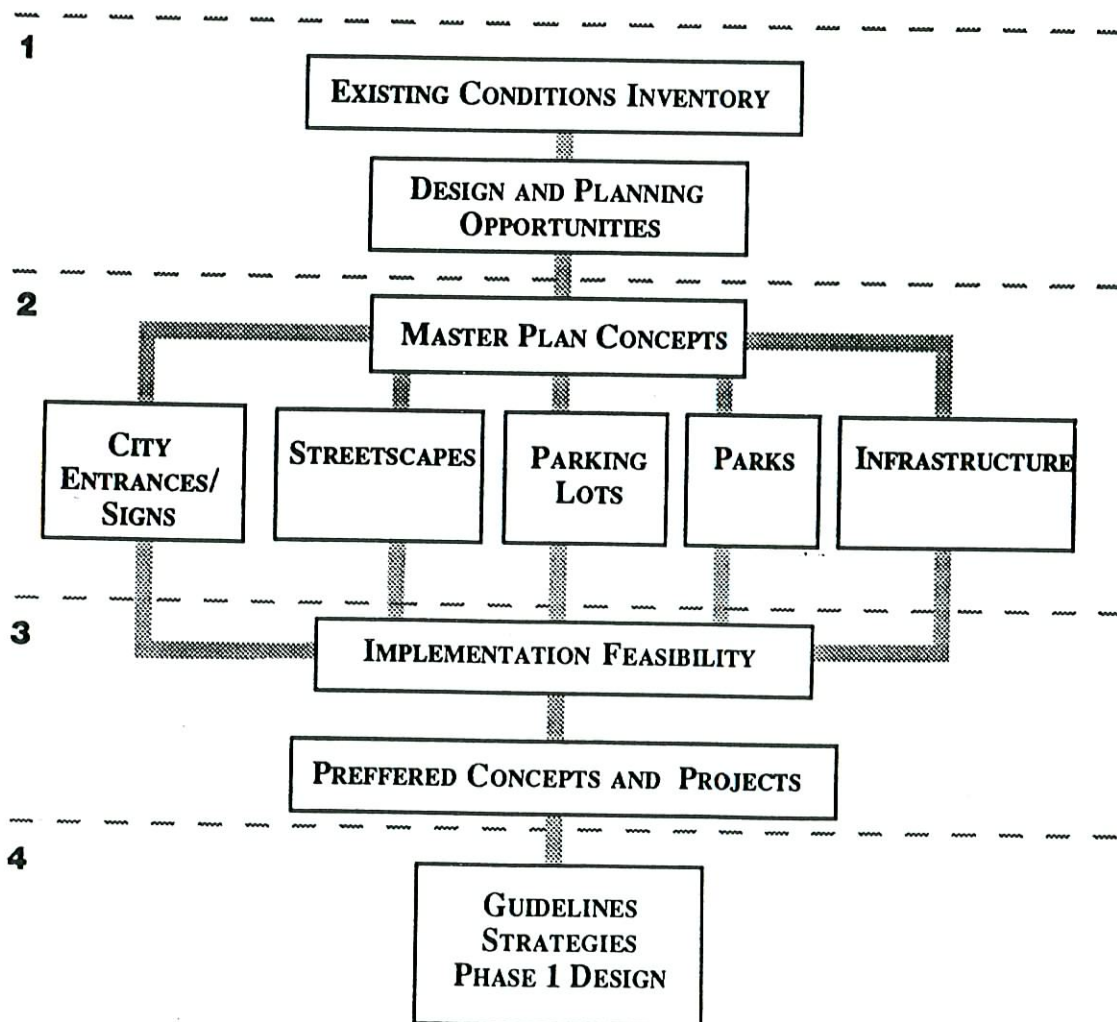 1
EXISTING CONDITIONS INVENTORY
DESIGN AND PLANNING
OPPORTUNITIES
2
MASTER PLAN CONCEPTS
CITY
ENTRANCES/
SIGNS
STREETSCAPES
PARKING
LOTS
PARKS
INFRASTRUCTURE
3
IMPLEMENTATION FEASIBILITY
PREFFERED CONCEPTS AND PROJECTS
4
GUIDELINES
STRATEGIES
PHASE 1 DESIGN